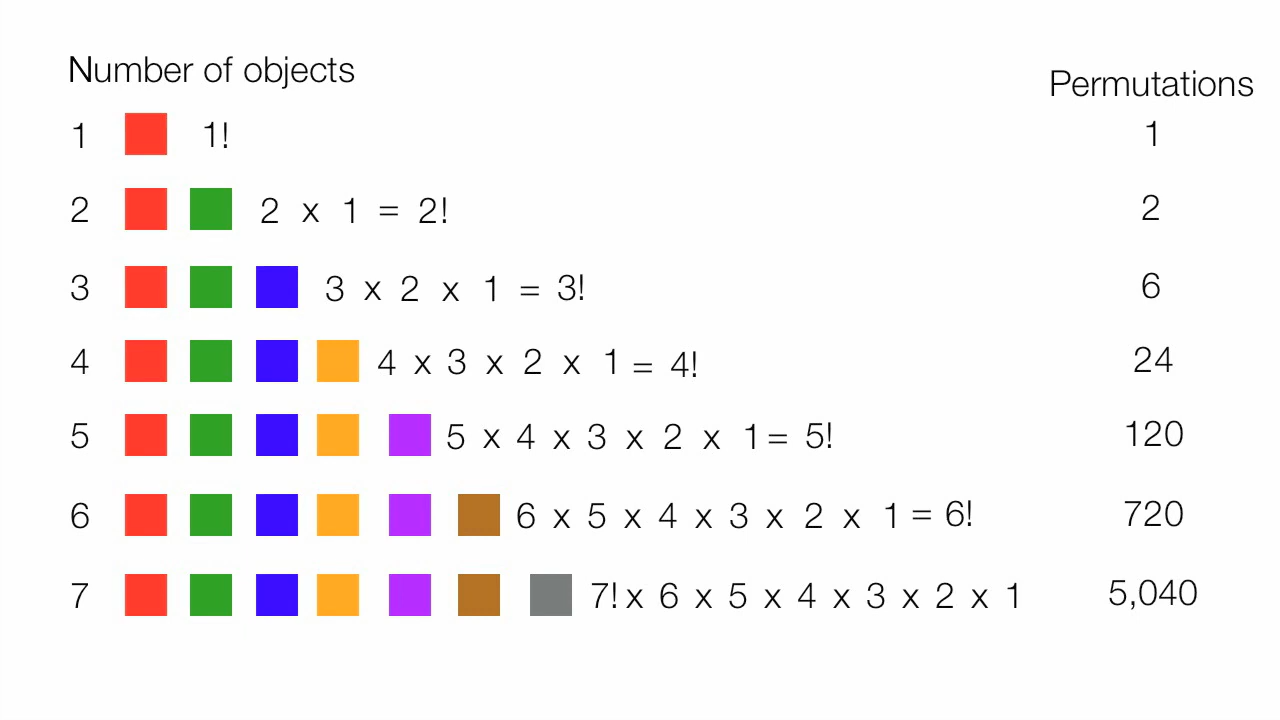 Number of objects
Permutations
1 1! 1
2 2 x 1 = 2! 2
3 3 x 2 x 1 = 3! 6
4 4 x 3 x 2 x 1 = 4! 24
5 5 x 4 x 3 x 2 x 1 = 5! 120
6 6 x 5 x 4 x 3 x 2 x 1 = 6! 720
7 7! x 6 x 5 x 4 x 3 x 2 x 1 5,040